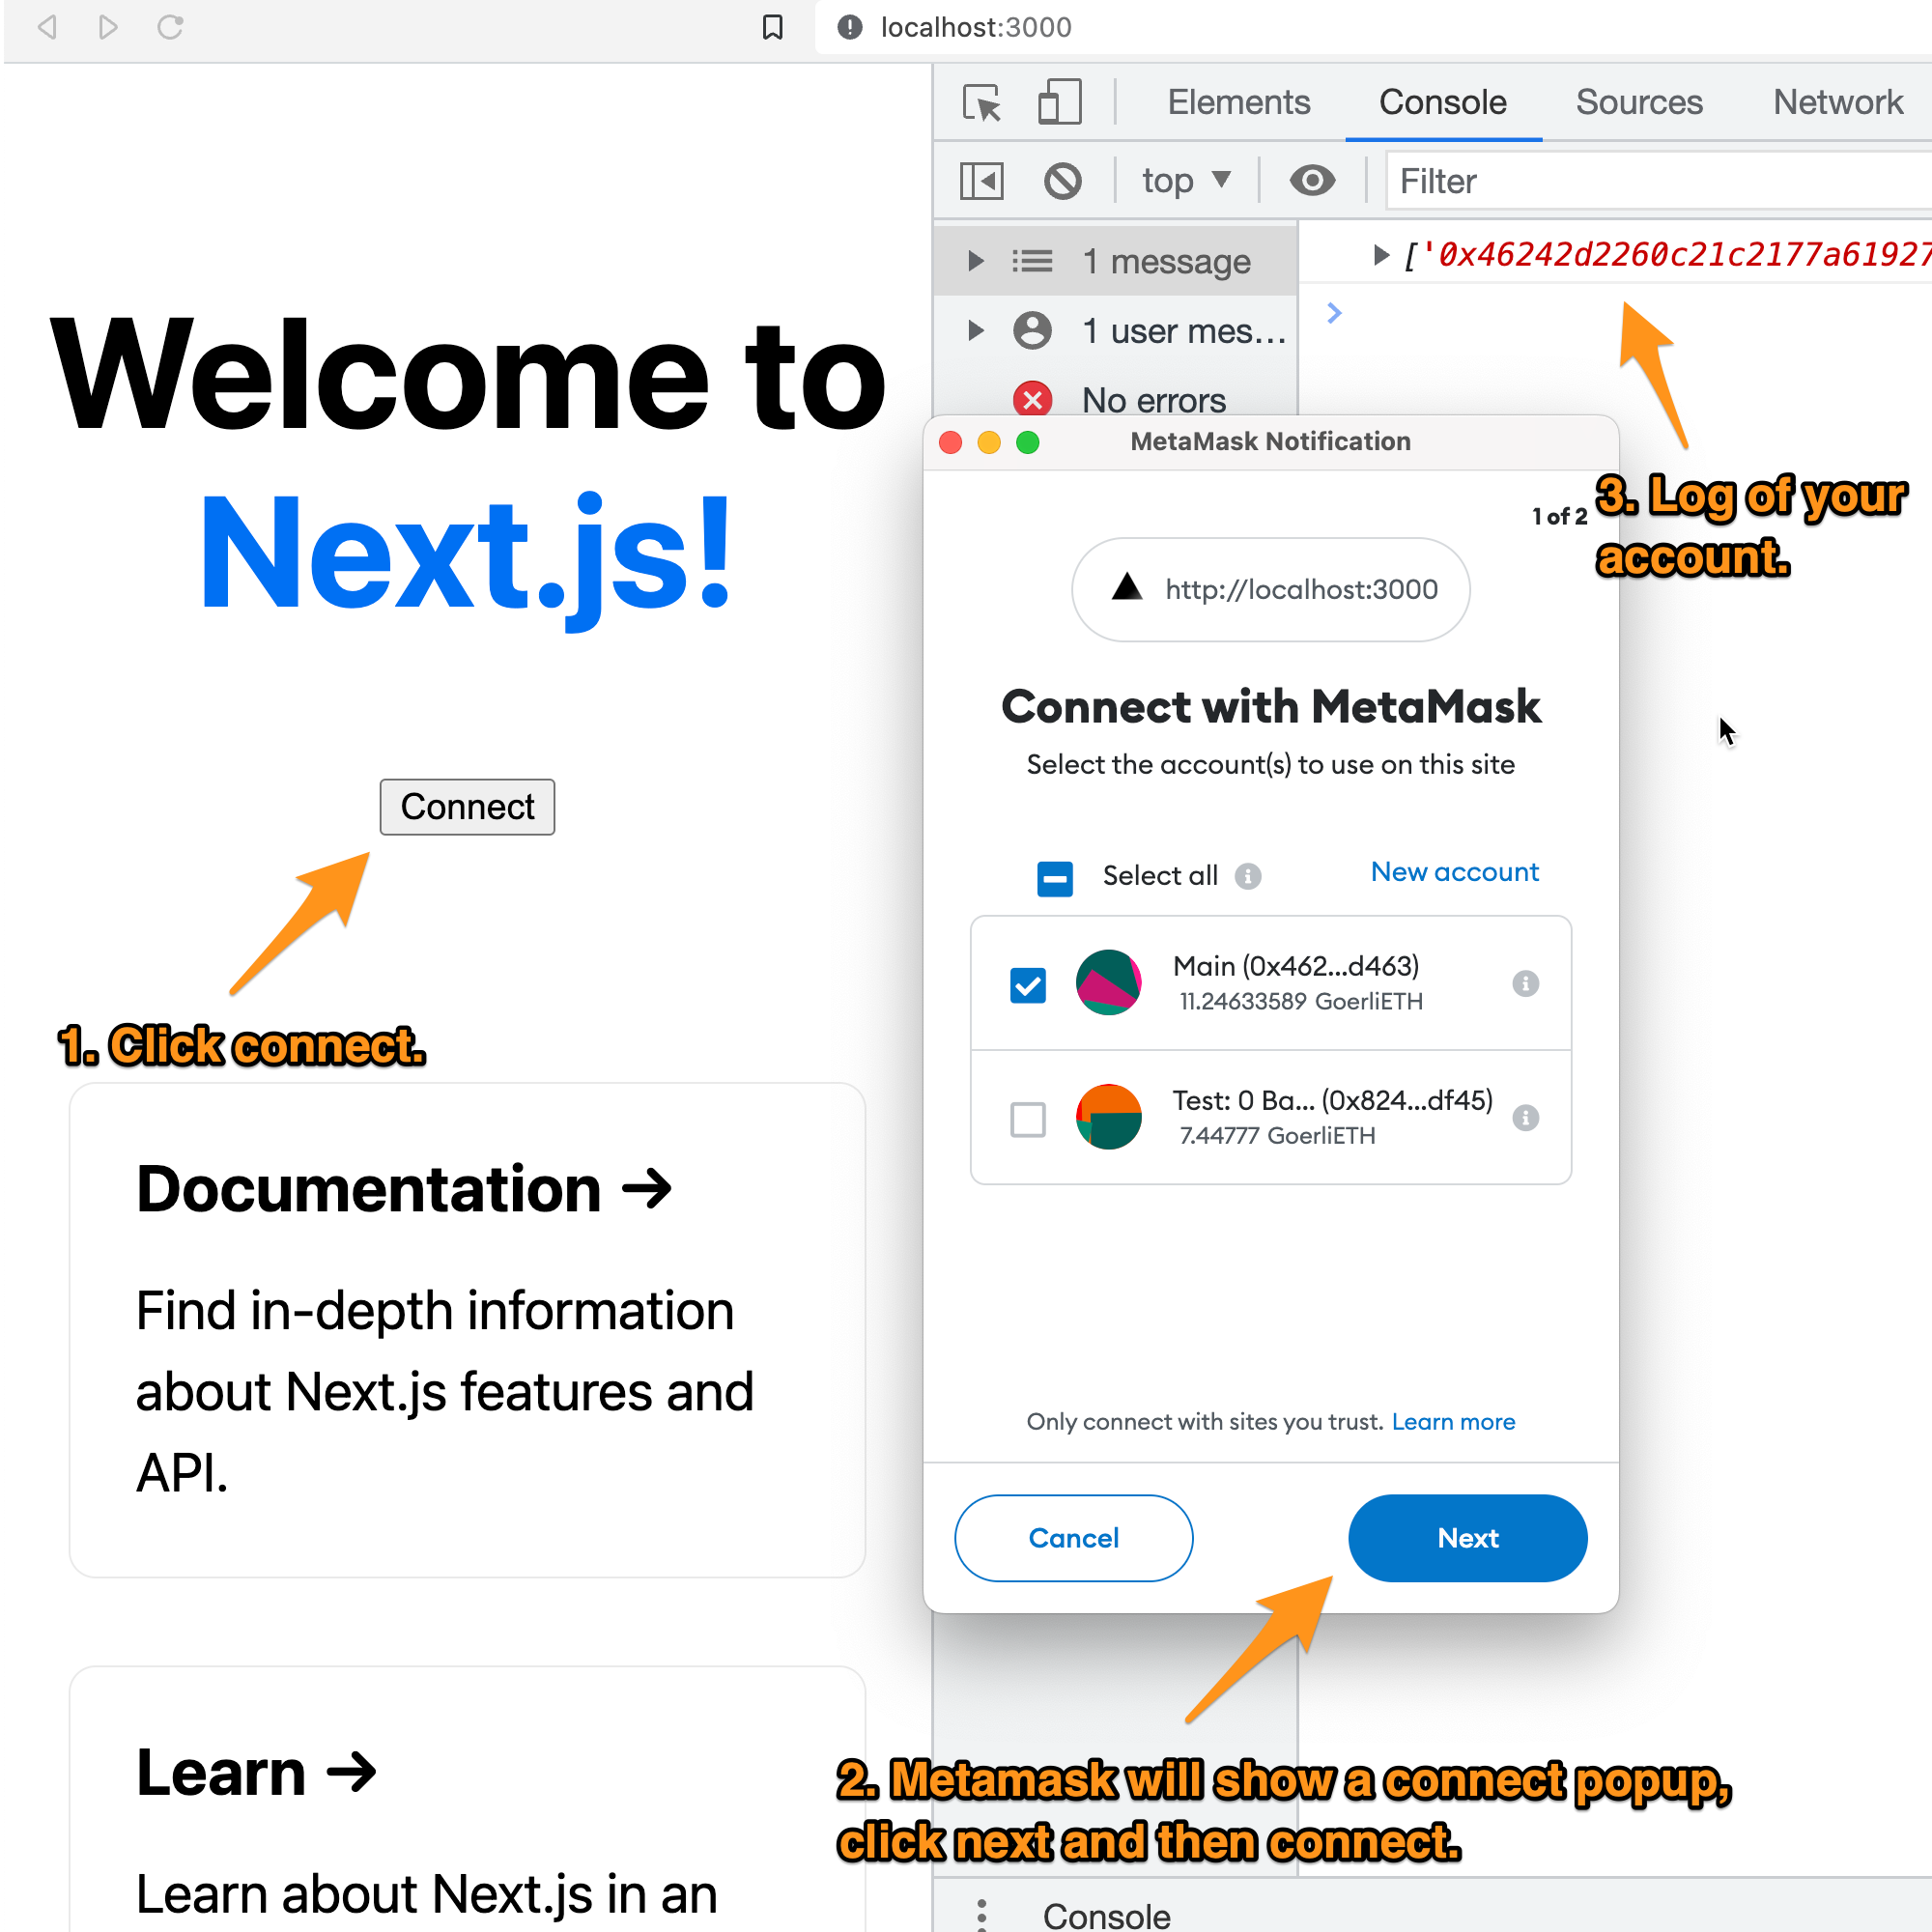 localhost:3000
Elements Console Sources Network
top Filter
1 message
['0x46242d2260c21c2177a61927
1 user mes...
No errors
Welcome to
Next.js!
Connect
1. Click connect.
Documentation →
Find in-depth information
about Next.js features and
API.
Learn →
Learn about Next.js in an
MetaMask Notification
1 of 2
http://localhost:3000
Connect with MetaMask
Select the account(s) to use on this site
Select all New account
Main (0x462...d463)
11.24633589 GoerliETH
Test: 0 Ba... (0x824...df45)
7.44777 GoerliETH
Only connect with sites you trust. Learn more
Cancel Next
3. Log of your
account.
2. Metamask will show a connect popup,
click next and then connect.
Console